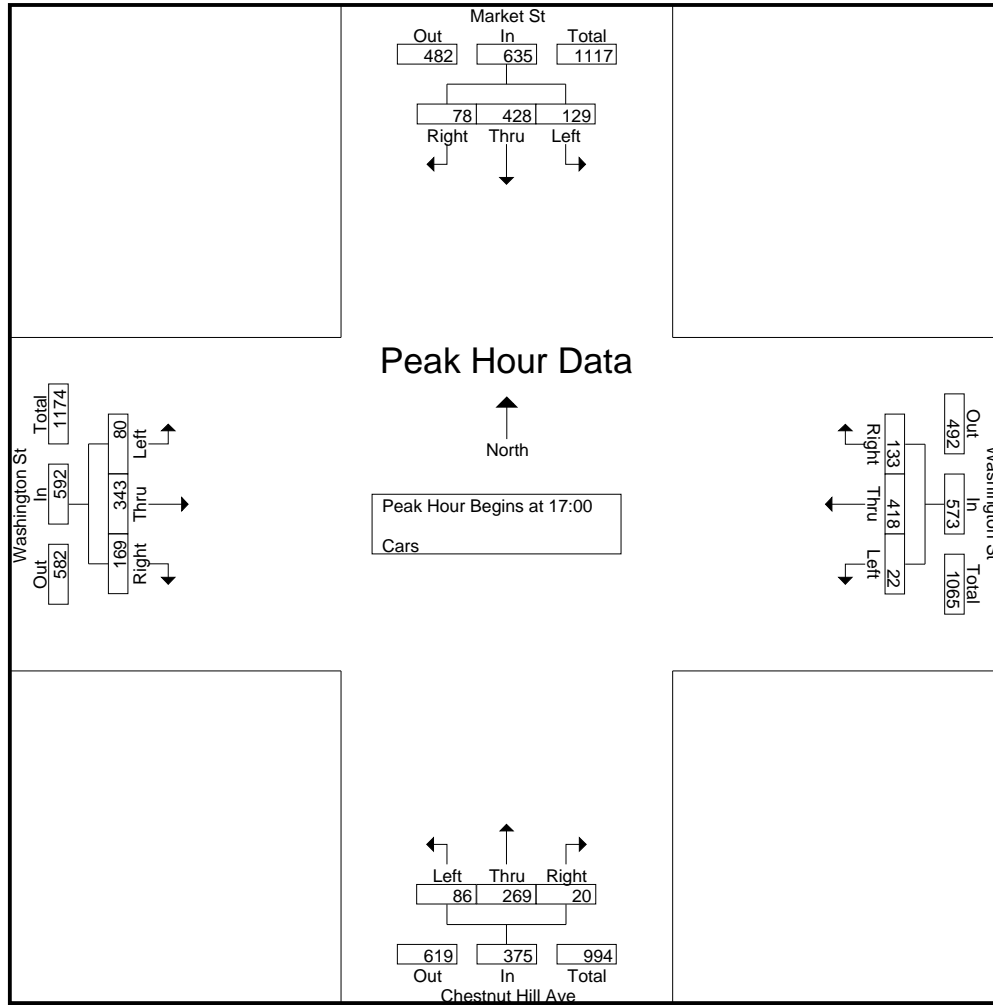 Market St
Out In Total
482 635 1117
78 428 129
Right Thru Left
Peak Hour Data
North
Peak Hour Begins at 17:00
Cars
Washington St
Total In Out
1174 592 582
80 343 169
Left Thru Right
Washington St
Out In Total
492 573 1065
133 418 22
Right Thru Left
Left Thru Right
86 269 20
619 375 994
Out In Total
Chestnut Hill Ave